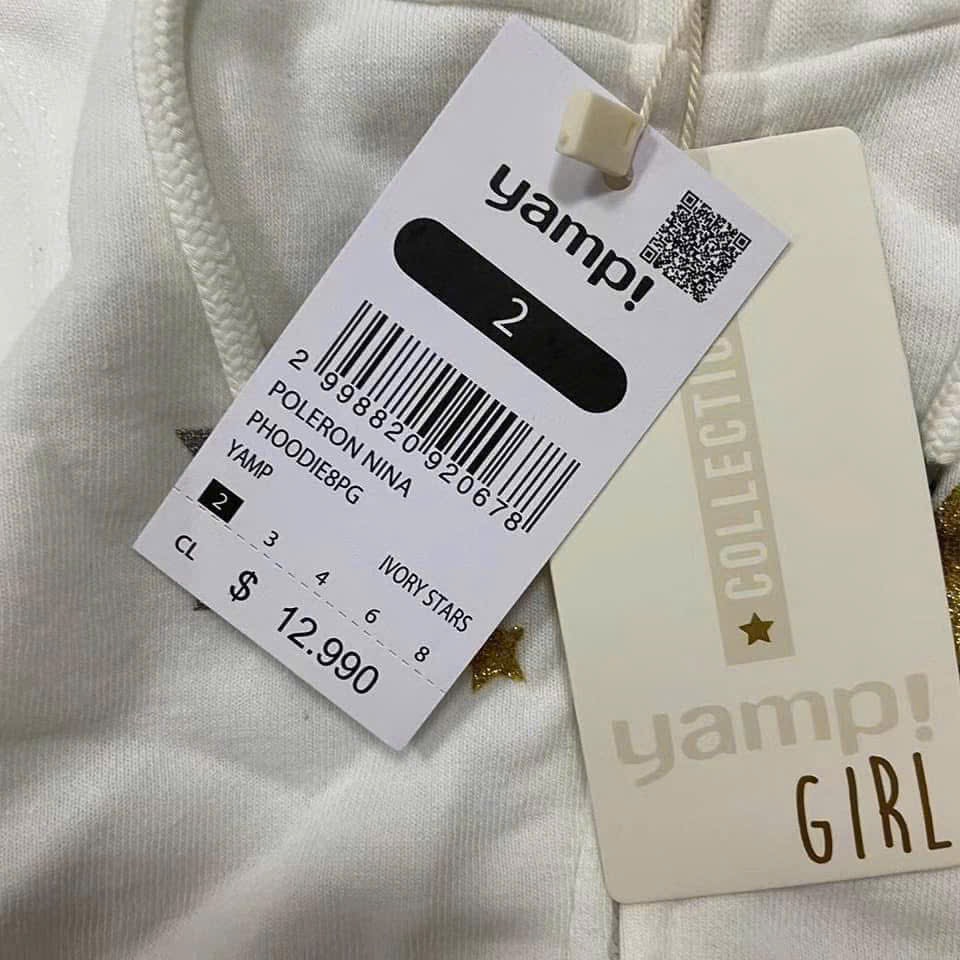 yamp!
2
2 998820 920678
POLERON NINA
PHOODIE8PG
YAMP
IVORY STARS
2 3 4 6 8
CL $ 12.990
COLLECTIO
yamp!
GIRL